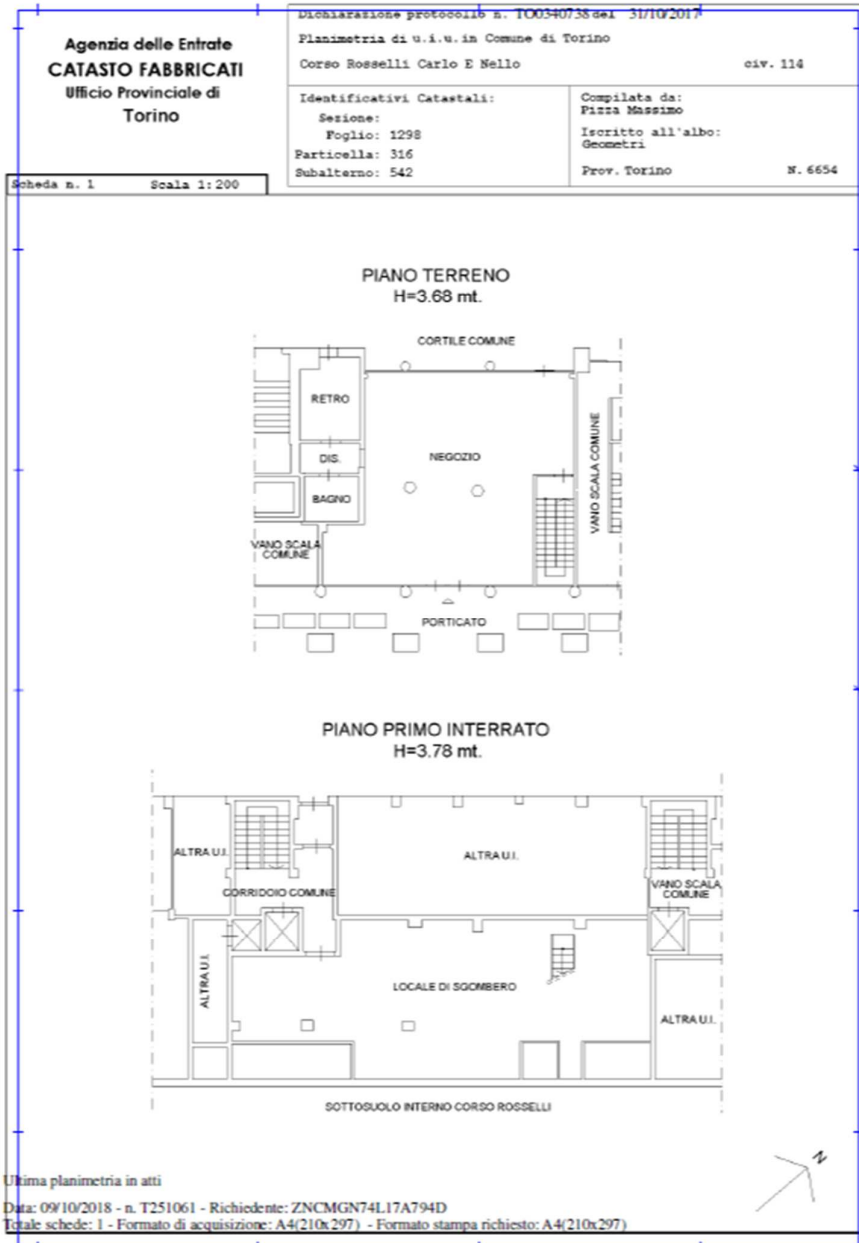 Agenzia delle Entrate
CATASTO FABBRICATI
Ufficio Provinciale di
Torino
Dichiarazione protocollo n. TO0340738 del 31/10/2017
Planimetria di u.i.u. in Comune di Torino
Corso Rosselli Carlo E Nello civ. 114
Identificativi Catastali:
Sezione:
Foglio: 1298
Particella: 316
Subalterno: 542
Compilata da:
Pizza Massimo
Iscritto all'albo:
Geometri
Prov. Torino N. 6654
Scheda n. 1 Scala 1:200
PIANO TERRENO
H=3.68 mt.
CORTILE COMUNE
RETRO
DIS.
NEGOZIO
BAGNO
VANO SCALA COMUNE
VANO SCALA
COMUNE
PORTICATO
PIANO PRIMO INTERRATO
H=3.78 mt.
ALTRA U.I.
ALTRA U.I.
CORRIDOIO COMUNE
VANO SCALA
COMUNE
ALTRA U.I.
LOCALE DI SGOMBERO
ALTRA U.I.
SOTTOSUOLO INTERNO CORSO ROSSELLI
N
Ultima planimetria in atti
Data: 09/10/2018 - n. T251061 - Richiedente: ZNCMGN74L17A794D
Totale schede: 1 - Formato di acquisizione: A4(210x297) - Formato stampa richiesto: A4(210x297)